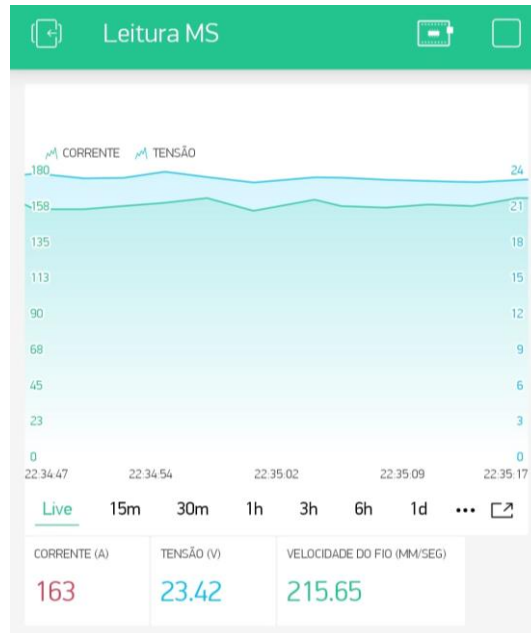 Leitura MS
CORRENTE TENSÃO
180 24
158 21
135 18
113 15
90 12
68 9
45 6
23 3
0 0
22:34:47 22:34:54 22:35:02 22:35:09 22:35:17
Live 15m 30m 1h 3h 6h 1d •••
CORRENTE (A) TENSÃO (V) VELOCIDADE DO FIO (MM/SEG)
163 23.42 215.65